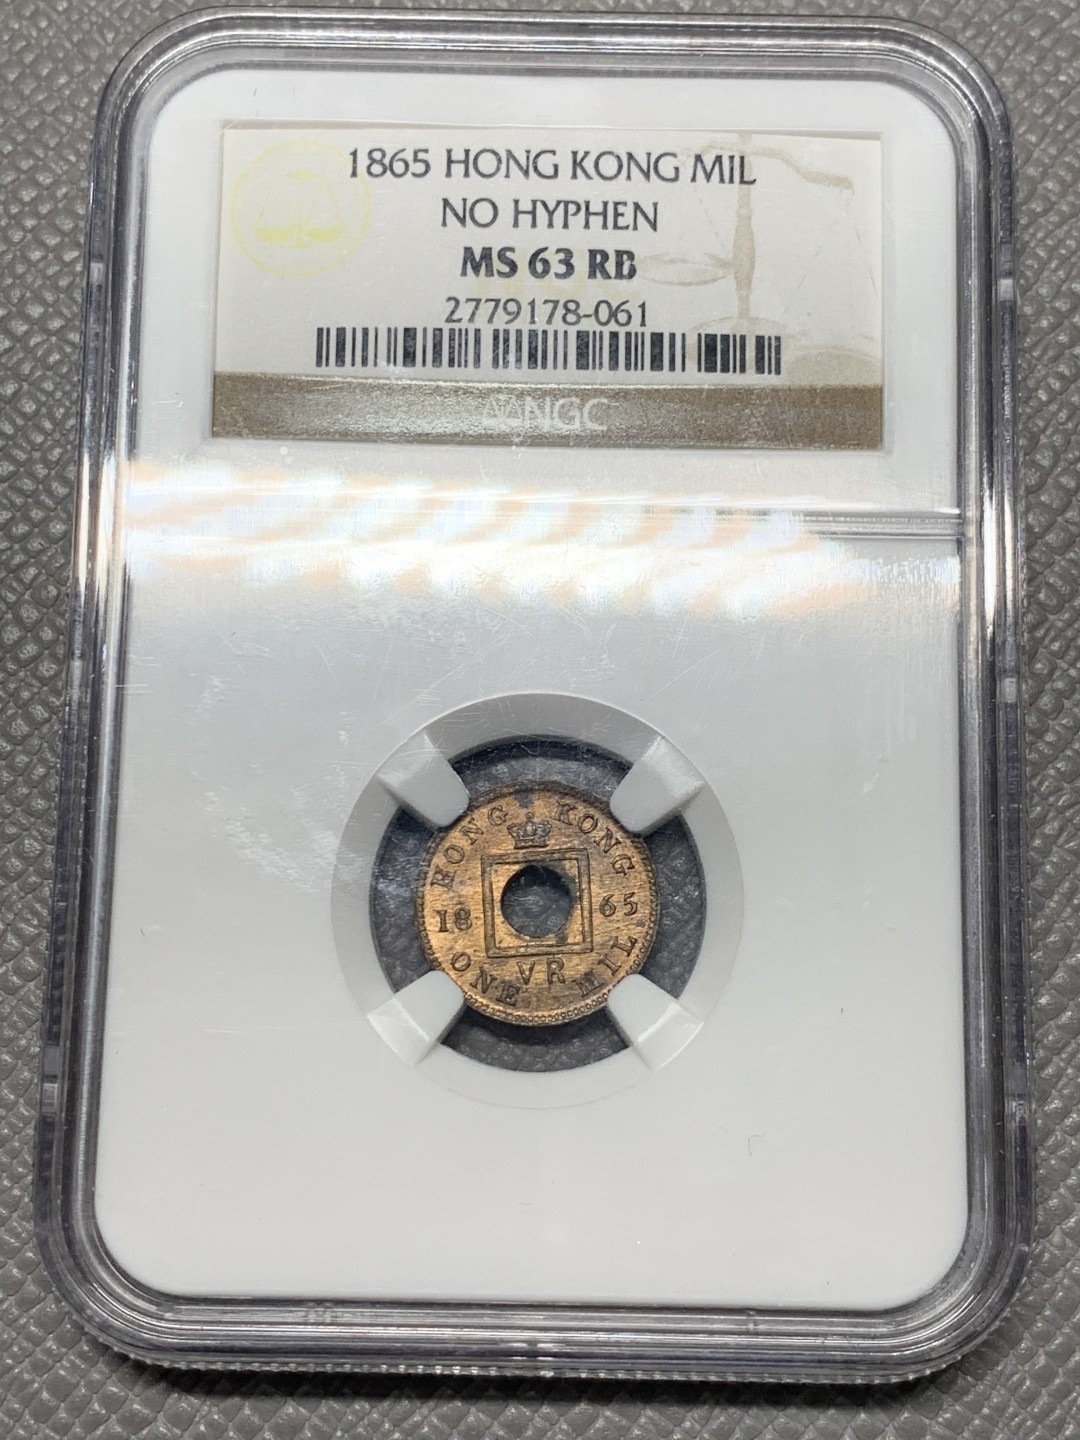 1865 HONG KONG MIL
NO HYPHEN
MS 63 RB
2779178-061
NGC
HONG KONG
18 65
VR
ONE MIL